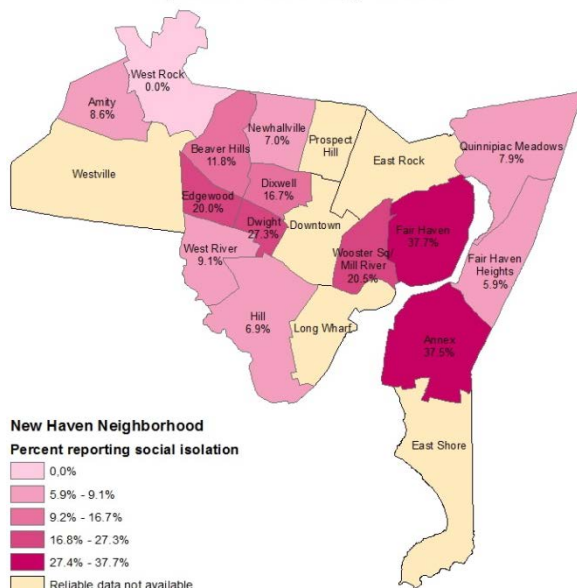 West Rock
0.0%
Amity
8.6%
Newhallville
7.0%
Prospect
Hill
Beaver Hills
11.8%
East Rock
Quinnipiac Meadows
7.9%
Westville
Dixwell
16.7%
Edgewood
20.0%
Dwight
27.3%
Downtown
Fair Haven
37.7%
West River
9.1%
Wooster Sq/
Mill River
20.5%
Fair Haven
Heights
5.9%
Hill
6.9%
Long Wharf
Annex
37.5%
East Shore
New Haven Neighborhood
Percent reporting social isolation
0,0%
5.9% - 9.1%
9.2% - 16.7%
16.8% - 27.3%
27.4% - 37.7%
Reliable data not available